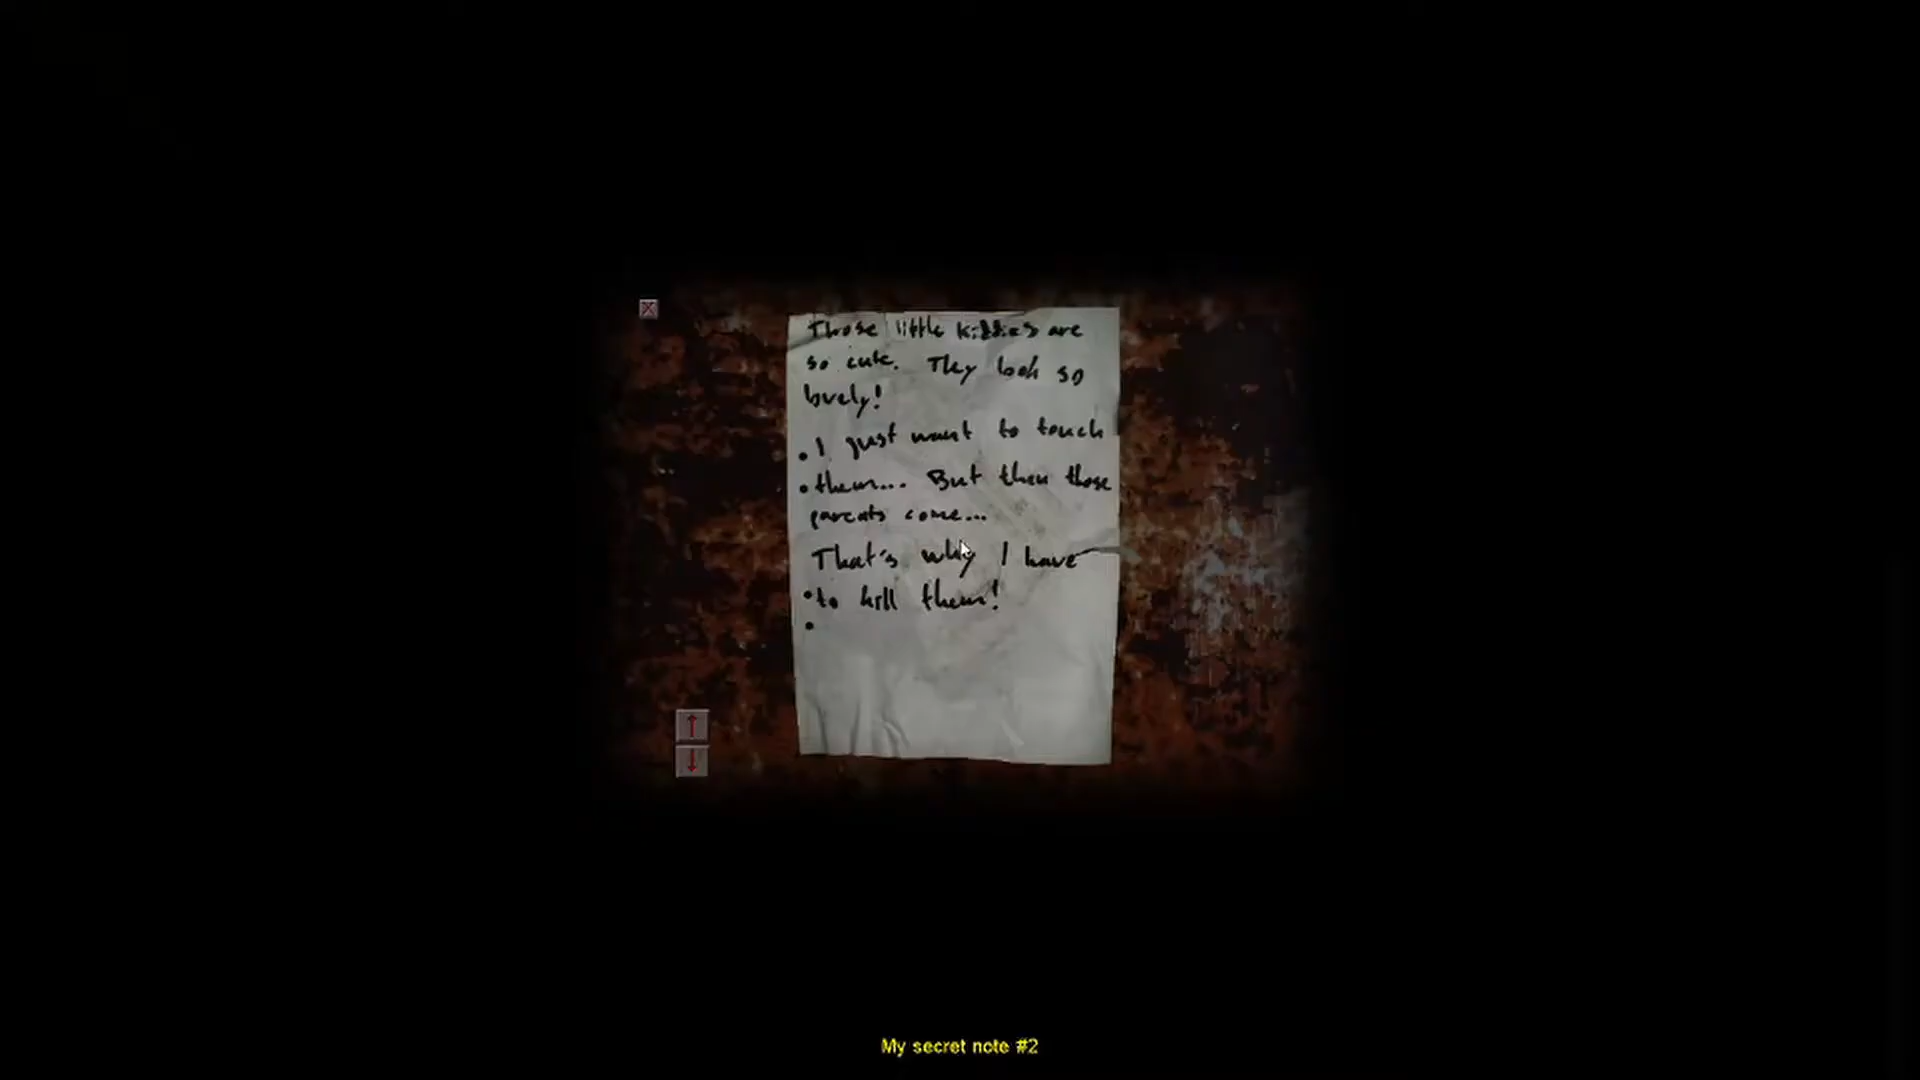 Those little kiddies are
so cute. They look so
lovely!
I just want to touch
them... But then those
parents come...
That's why I have
to kill them!
My secret note #2